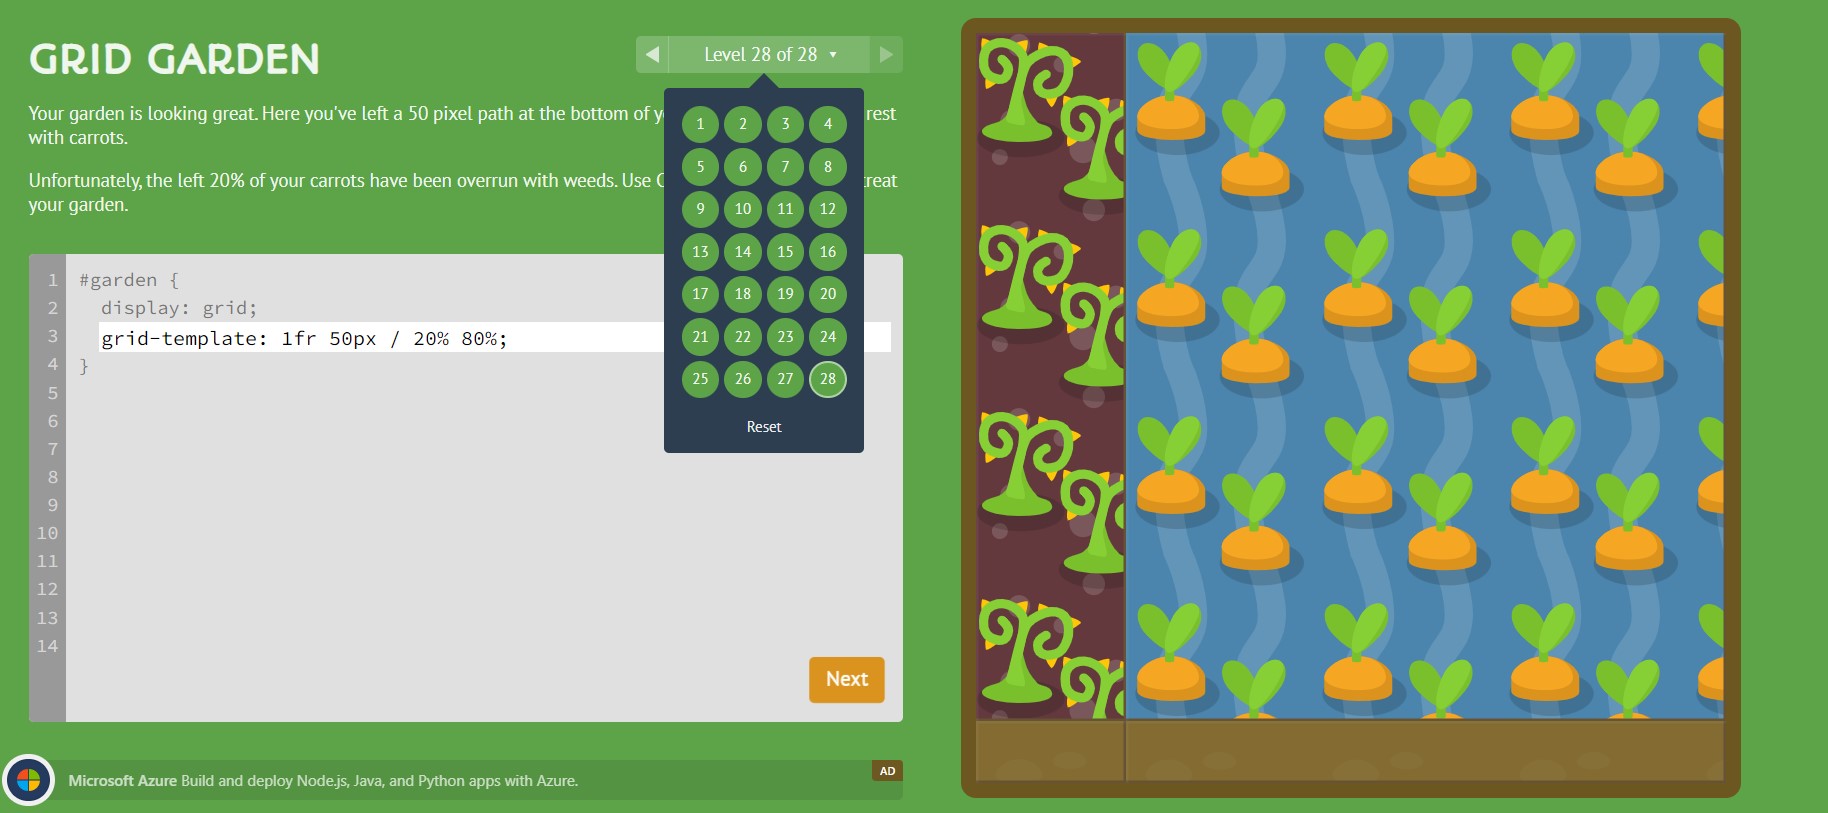 GRID GARDEN
Level 28 of 28
Your garden is looking great. Here you've left a 50 pixel path at the bottom of rest
with carrots.
Unfortunately, the left 20% of your carrots have been overrun with weeds. Use
your garden.
1 2 3 4
5 6 7 8
9 10 11 12
13 14 15 16
17 18 19 20
21 22 23 24
25 26 27 28
Reset
1 #garden {
2 display: grid;
3 grid-template: 1fr 50px / 20% 80%;
4 }
5
6
7
8
9
10
11
12
13
14
Next
Microsoft Azure Build and deploy Node.js, Java, and Python apps with Azure.
AD